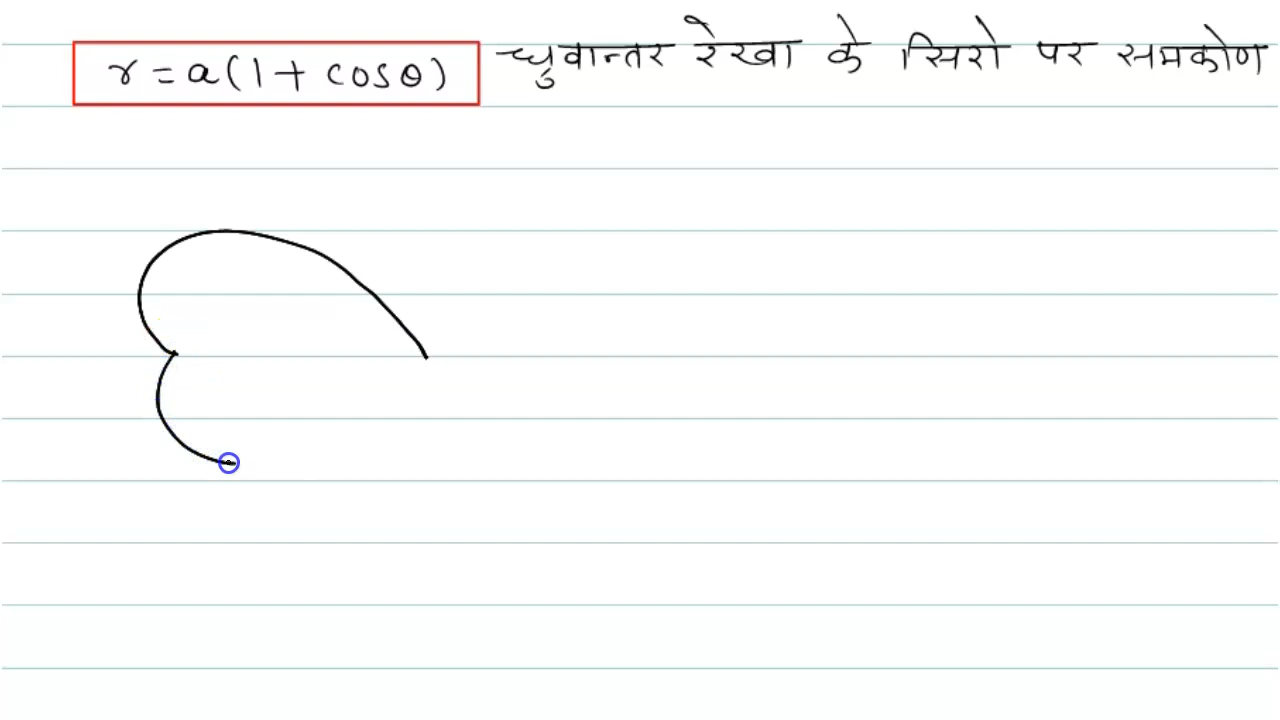 r = a(1 + cosθ) ध्रुवान्तर रेखा के सिरो पर समकोण